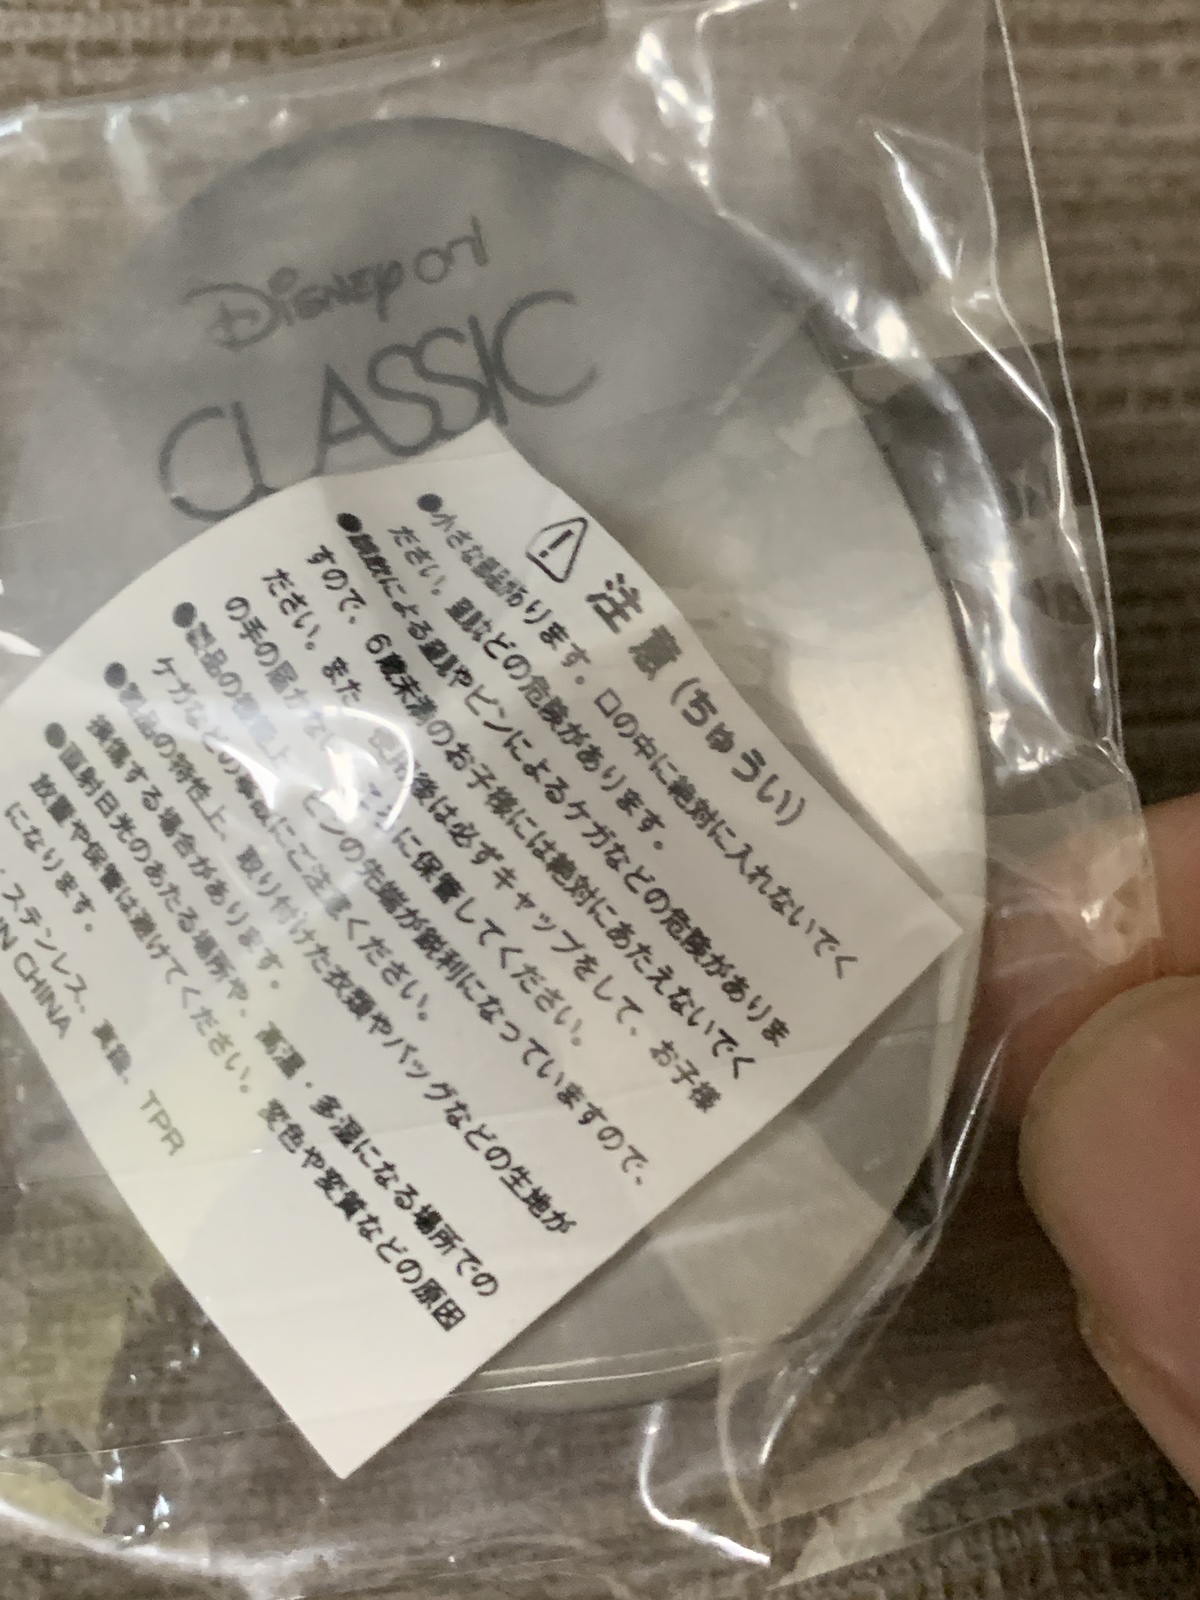 Disney on
CLASSIC
注意(ちゅうい)
●小さな部品があります。口の中に絶対に入れないでく
ださい。窒息などの危険があります。
●誤飲による窒息やピンによるケガなどの危険がありま
すので、6歳未満のお子様には絶対にあたえないでく
ださい。また、使用後は必ずキャップをして、お子様
の手の届かないところに保管してください。
●製品の特性上、ピンの先端が鋭利になっていますので、
ケガなどの事故にご注意ください。
●製品の特性上、取り付けた衣類やバッグなどの生地が
損傷する場合があります。
●直射日光のあたる場所や、高温・多湿になる場所での
放置や保管は避けてください。変色や変質などの原因
になります。
ステンレス、真鍮、TPR
IN CHINA